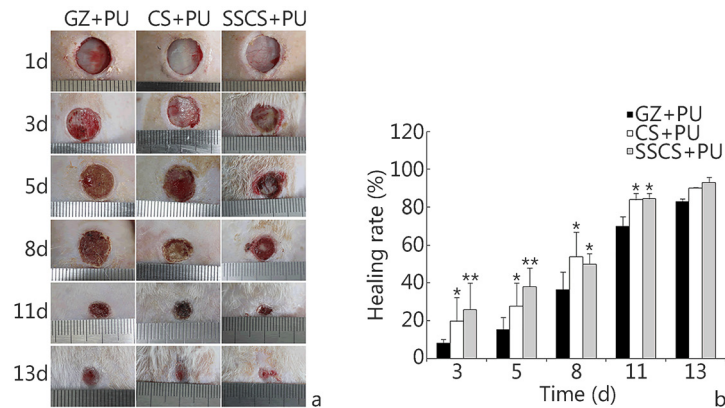 GZ+PU CS+PU SSCS+PU
1d
3d
5d
8d
11d
13d
a
GZ+PU
CS+PU
SSCS+PU
Healing rate (%)
120
100
80
60
40
20
0
* **
* **
* *
* *
3 5 8 11 13
Time (d)
b